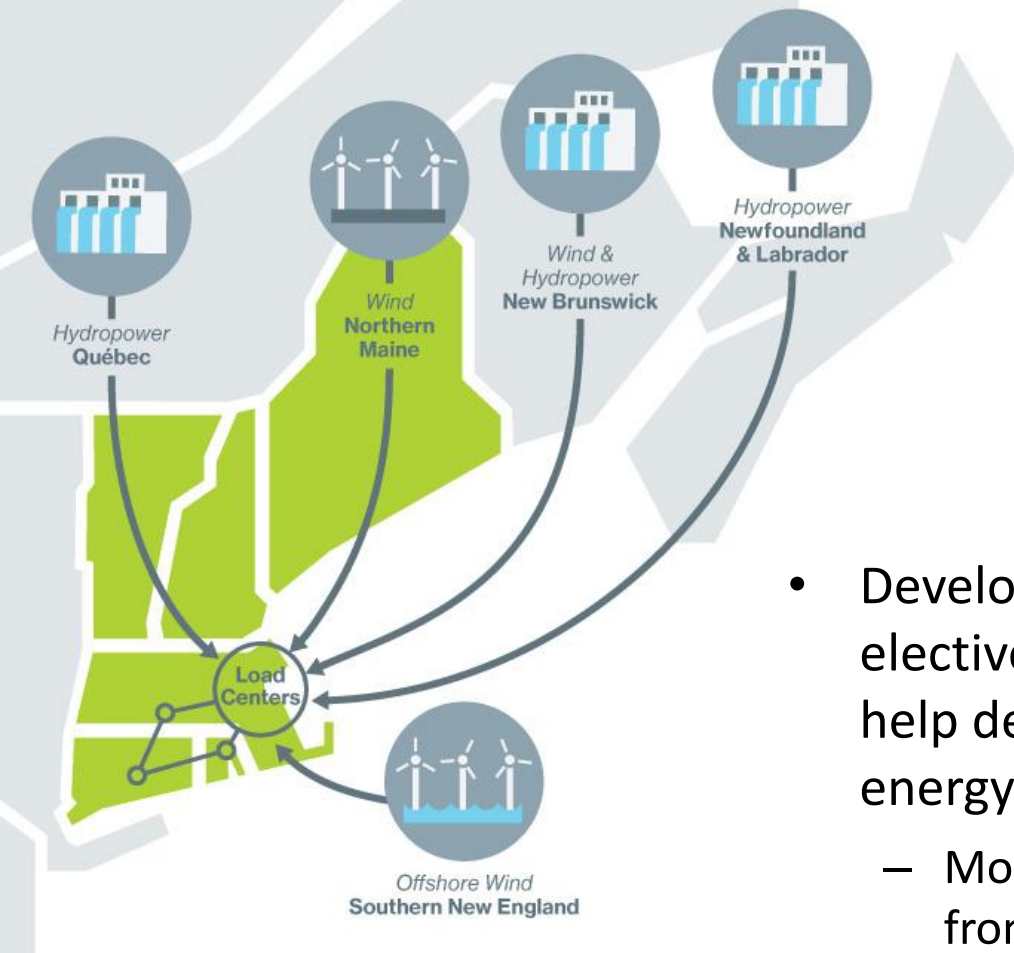 Hydropower
Québec
Wind
Northern
Maine
Wind &
Hydropower
New Brunswick
Hydropower
Newfoundland
& Labrador
Load
Centers
Offshore Wind
Southern New England
• Develo
elective
help de
energy
– Mo
fron